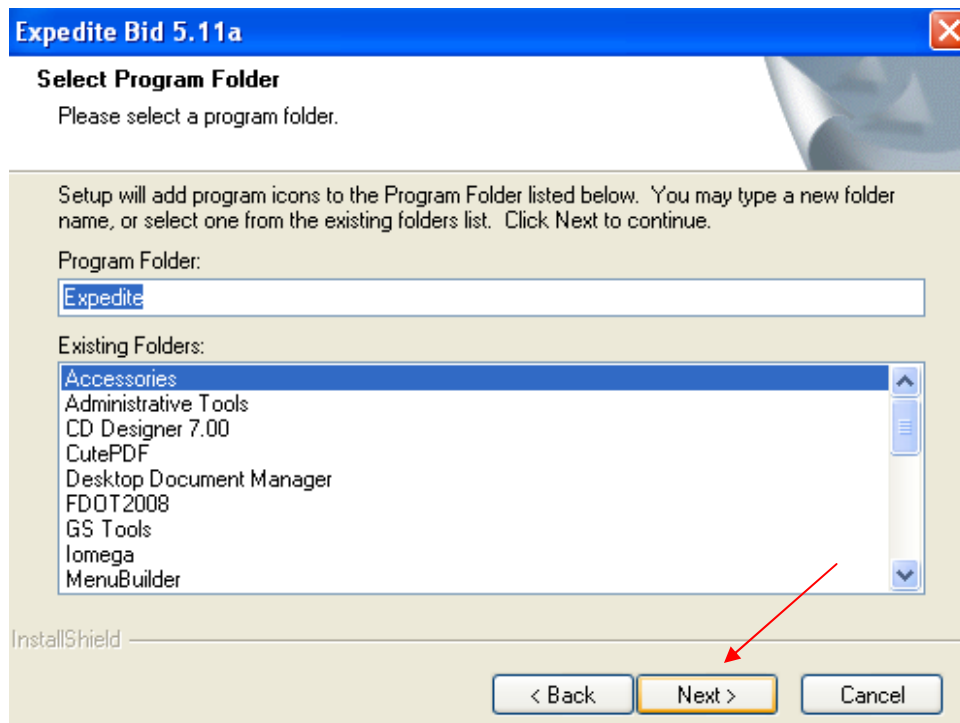 Expedite Bid 5.11a
Select Program Folder
Please select a program folder.
Setup will add program icons to the Program Folder listed below.  You may type a new folder
name, or select one from the existing folders list.  Click Next to continue.
Program Folder:
Expedite
Existing Folders:
Accessories
Administrative Tools
CD Designer 7.00
CutePDF
Desktop Document Manager
FDOT2008
GS Tools
Iomega
MenuBuilder
InstallShield
< Back
Next >
Cancel